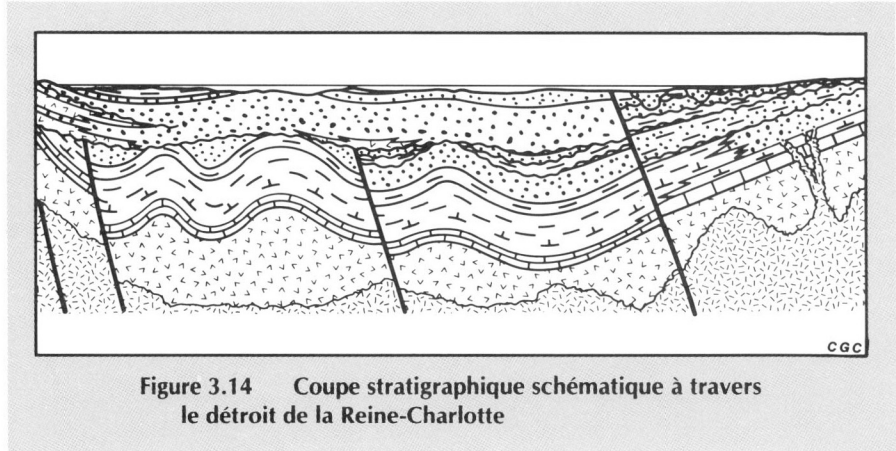 CGC
Figure 3.14 Coupe stratigraphique schématique à travers
le détroit de la Reine-Charlotte